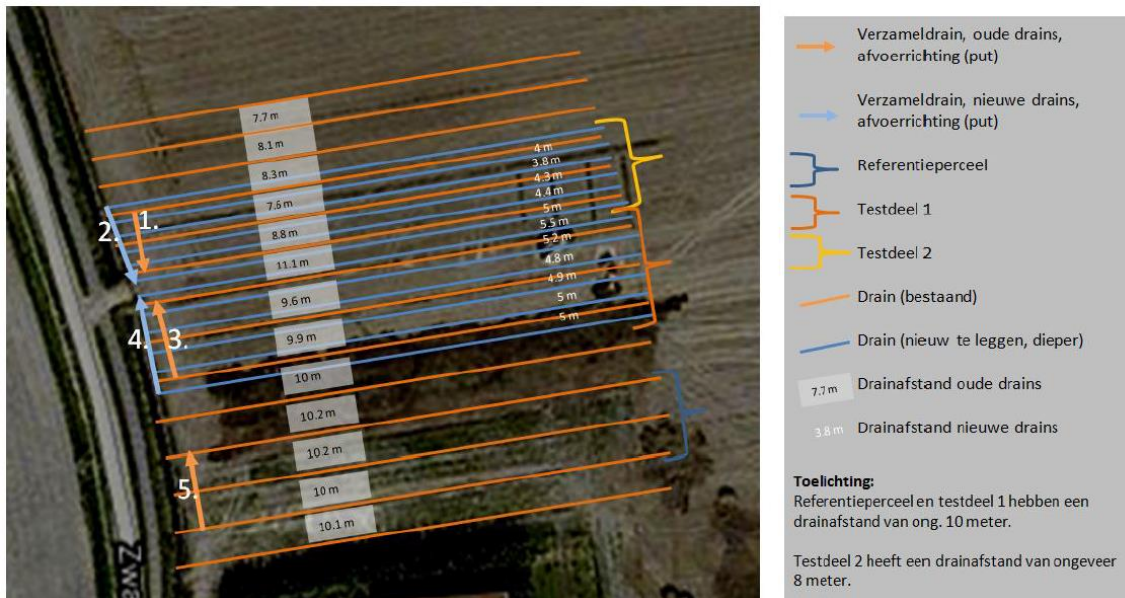 7.7 m
8.1 m
8.3 m
7.6 m
8.8 m
11.1 m
9.6 m
9.9 m
10 m
10.2 m
10.2 m
10 m
10.1 m
4 m
3.8 m
4.3 m
4.4 m
5 m
5.5 m
5.2 m
4.8 m
4.9 m
5 m
5 m
1.
2.
3.
4.
5.
Zwa
Verzameldrain, oude drains,
afvoerrichting (put)
Verzameldrain, nieuwe drains,
afvoerrichting (put)
Referentieperceel
Testdeel 1
Testdeel 2
Drain (bestaand)
Drain (nieuw te leggen, dieper)
7.7 m Drainafstand oude drains
3.8 m Drainafstand nieuwe drains
Toelichting:
Referentieperceel en testdeel 1 hebben een
drainafstand van ong. 10 meter.
Testdeel 2 heeft een drainafstand van ongeveer
8 meter.